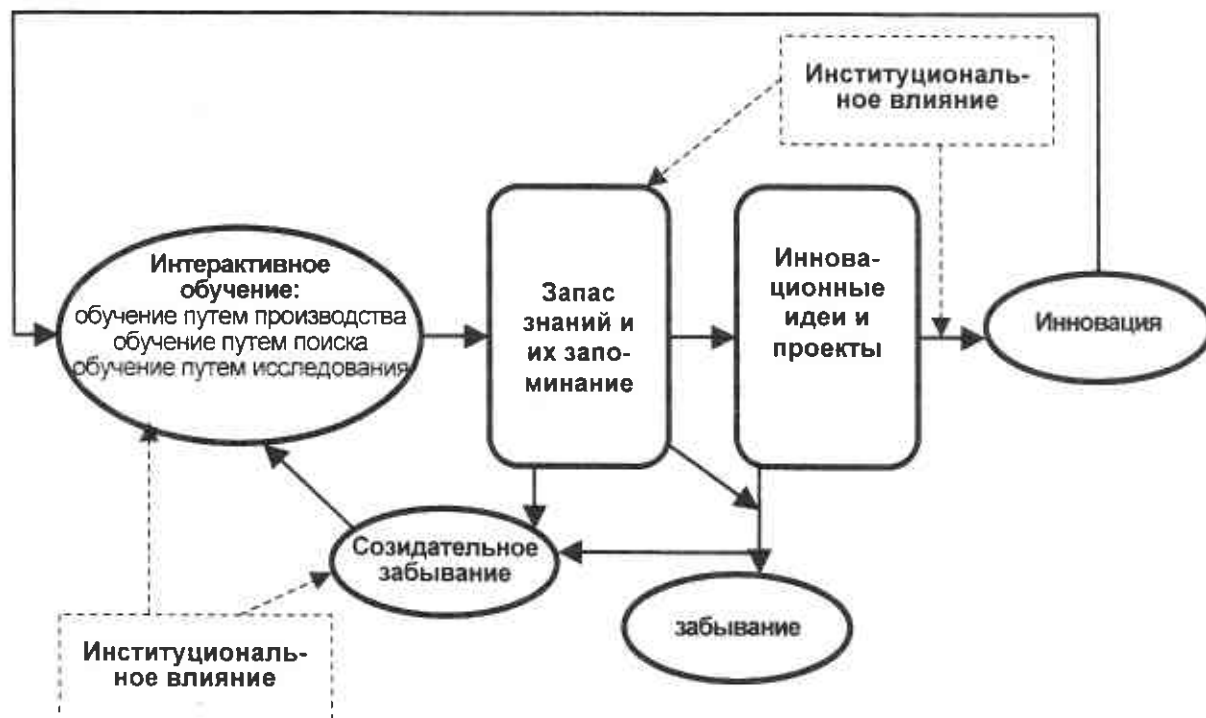 Институциональ-
ное влияние
Интерактивное
обучение:
обучение путем производства
обучение путем поиска
обучение путем исследования
Запас
знаний и
их запо-
минание
Иннова-
ционные
идеи и
проекты
Инновация
Созидательное
забывание
забывание
Институциональ-
ное влияние